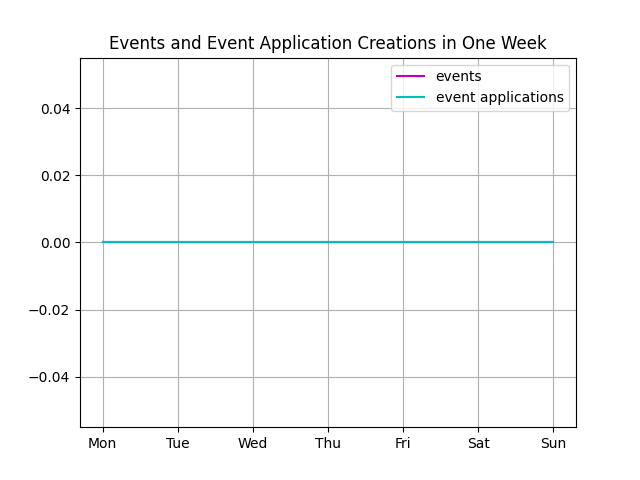 Events and Event Application Creations in One Week
events
event applications
0.04
0.02
0.00
−0.02
−0.04
Mon Tue Wed Thu Fri Sat Sun